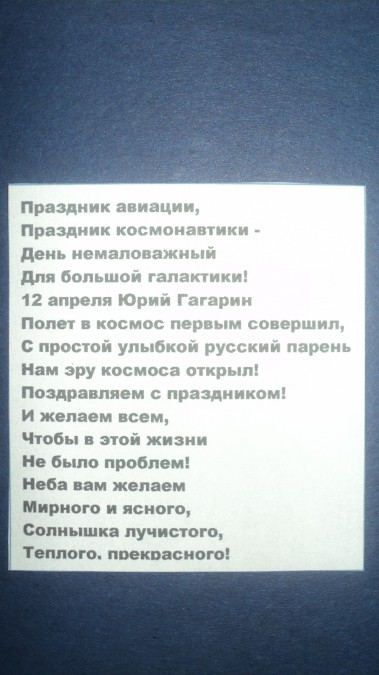 Праздник авиации,
Праздник космонавтики -
День немаловажный
Для большой галактики!
12 апреля Юрий Гагарин
Полет в космос первым совершил,
С простой улыбкой русский парень
Нам эру космоса открыл!
Поздравляем с праздником!
И желаем всем,
Чтобы в этой жизни
Не было проблем!
Неба вам желаем
Мирного и ясного,
Солнышка лучистого,
Теплого, прекрасного!